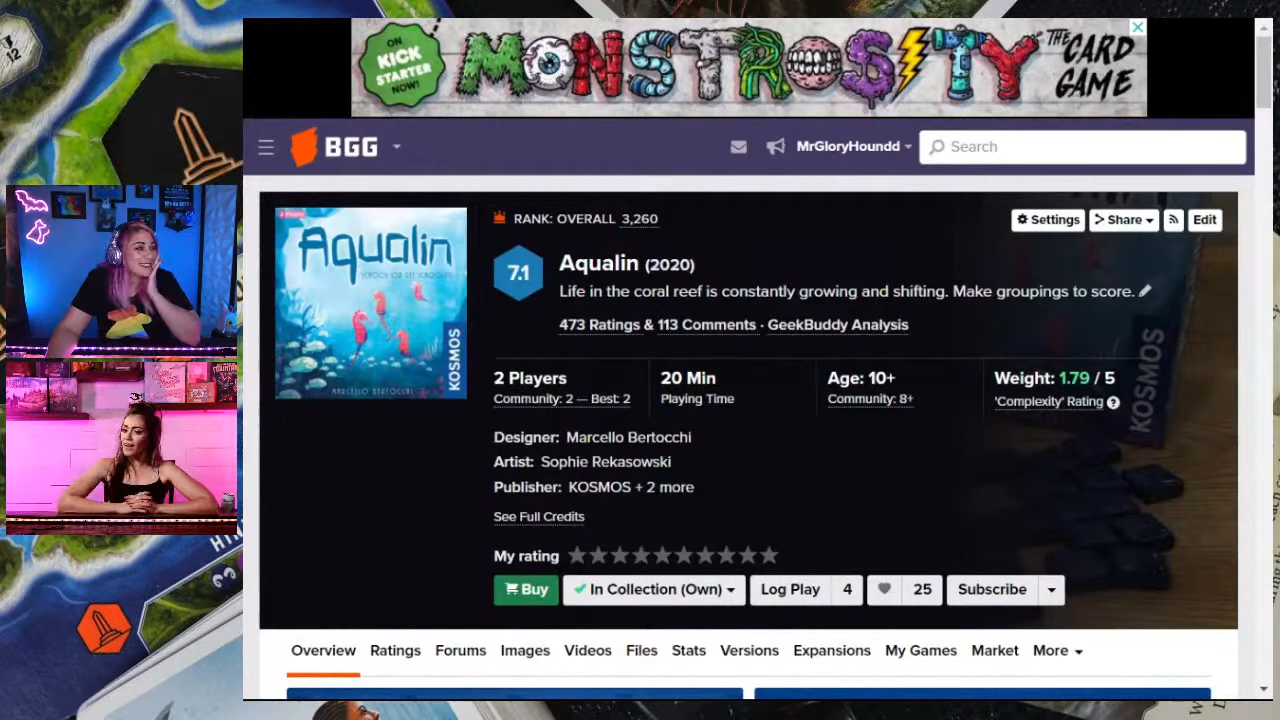 ON
KICK
STARTER
NOW!
MONSTROSITY
THE
CARD
GAME
BGG
MrGloryHoundd
Search
12
2 Players
Aqualin
KOSMOS
MARCELLO BERTOCCHI
RANK: OVERALL 3,260
Settings
Share
Edit
7.1
Aqualin (2020)
Life in the coral reef is constantly growing and shifting. Make groupings to score.
473 Ratings & 113 Comments · GeekBuddy Analysis
2 Players
20 Min
Age: 10+
Weight: 1.79 / 5
Community: 2 — Best: 2
Playing Time
Community: 8+
'Complexity' Rating
KOSMOS
Designer: Marcello Bertocchi
Artist: Sophie Rekasowski
Publisher: KOSMOS + 2 more
See Full Credits
My rating
Buy
In Collection (Own)
Log Play
4
25
Subscribe
Overview
Ratings
Forums
Images
Videos
Files
Stats
Versions
Expansions
My Games
Market
More